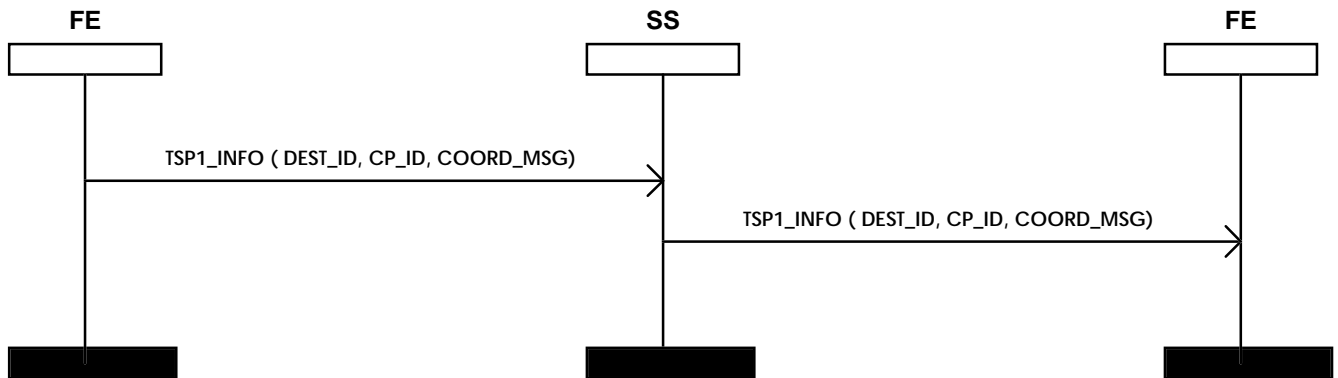 FE
SS
FE
TSP1_INFO ( DEST_ID, CP_ID, COORD_MSG)
TSP1_INFO ( DEST_ID, CP_ID, COORD_MSG)